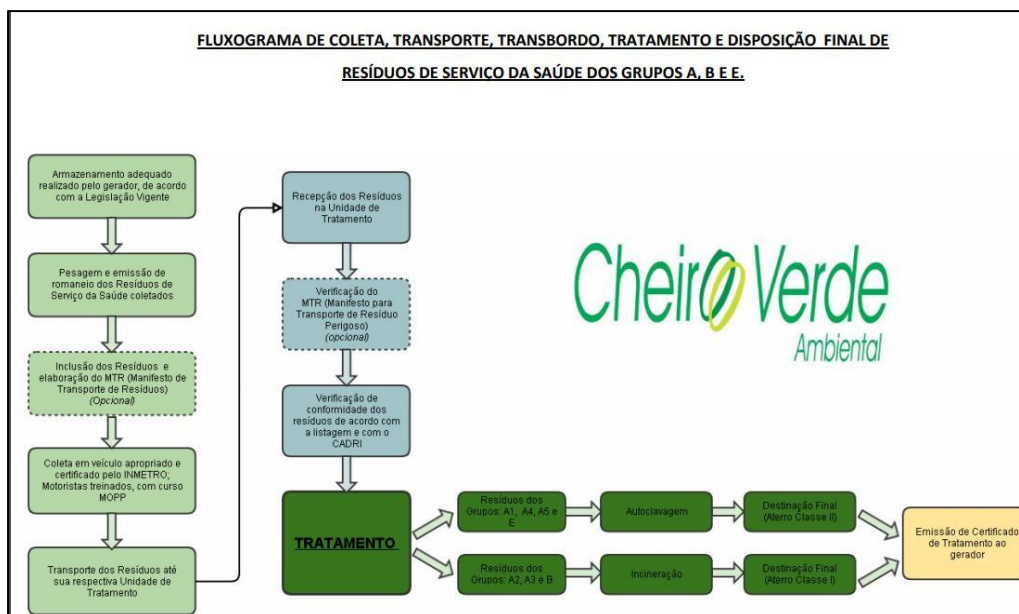 FLUXOGRAMA DE COLETA, TRANSPORTE, TRANSBORDO, TRATAMENTO E DISPOSIÇÃO FINAL DE
RESÍDUOS DE SERVIÇO DA SAÚDE DOS GRUPOS A, B E E.
Armazenamento adequado
realizado pelo gerador, de acordo
com a Legislação Vigente
Pesagem e emissão de
romaneio dos Resíduos de
Serviço da Saúde coletados
Inclusão dos Resíduos e
elaboração do MTR (Manifesto de
Transporte de Resíduos)
(Opcional)
Coleta em veículo apropriado e
certificado pelo INMETRO;
Motoristas treinados, com curso
MOPP
Transporte dos Resíduos até
sua respectiva Unidade de
Tratamento
Recepção dos Resíduos
na Unidade de
Tratamento
Verificação do
MTR (Manifesto para
Transporte de Resíduo
Perigoso)
(opcional)
Verificação de
conformidade dos
resíduos de acordo com
a listagem e com o
CADRI
TRATAMENTO
Resíduos dos
Grupos: A1, A4, A5 e
E
Autoclavagem
Destinação Final
(Aterro Classe II)
Resíduos dos
Grupos: A2, A3 e B
Incineração
Destinação Final
(Aterro Classe I)
Emissão de Certificado
de Tratamento ao
gerador
Cheiro Verde
Ambiental